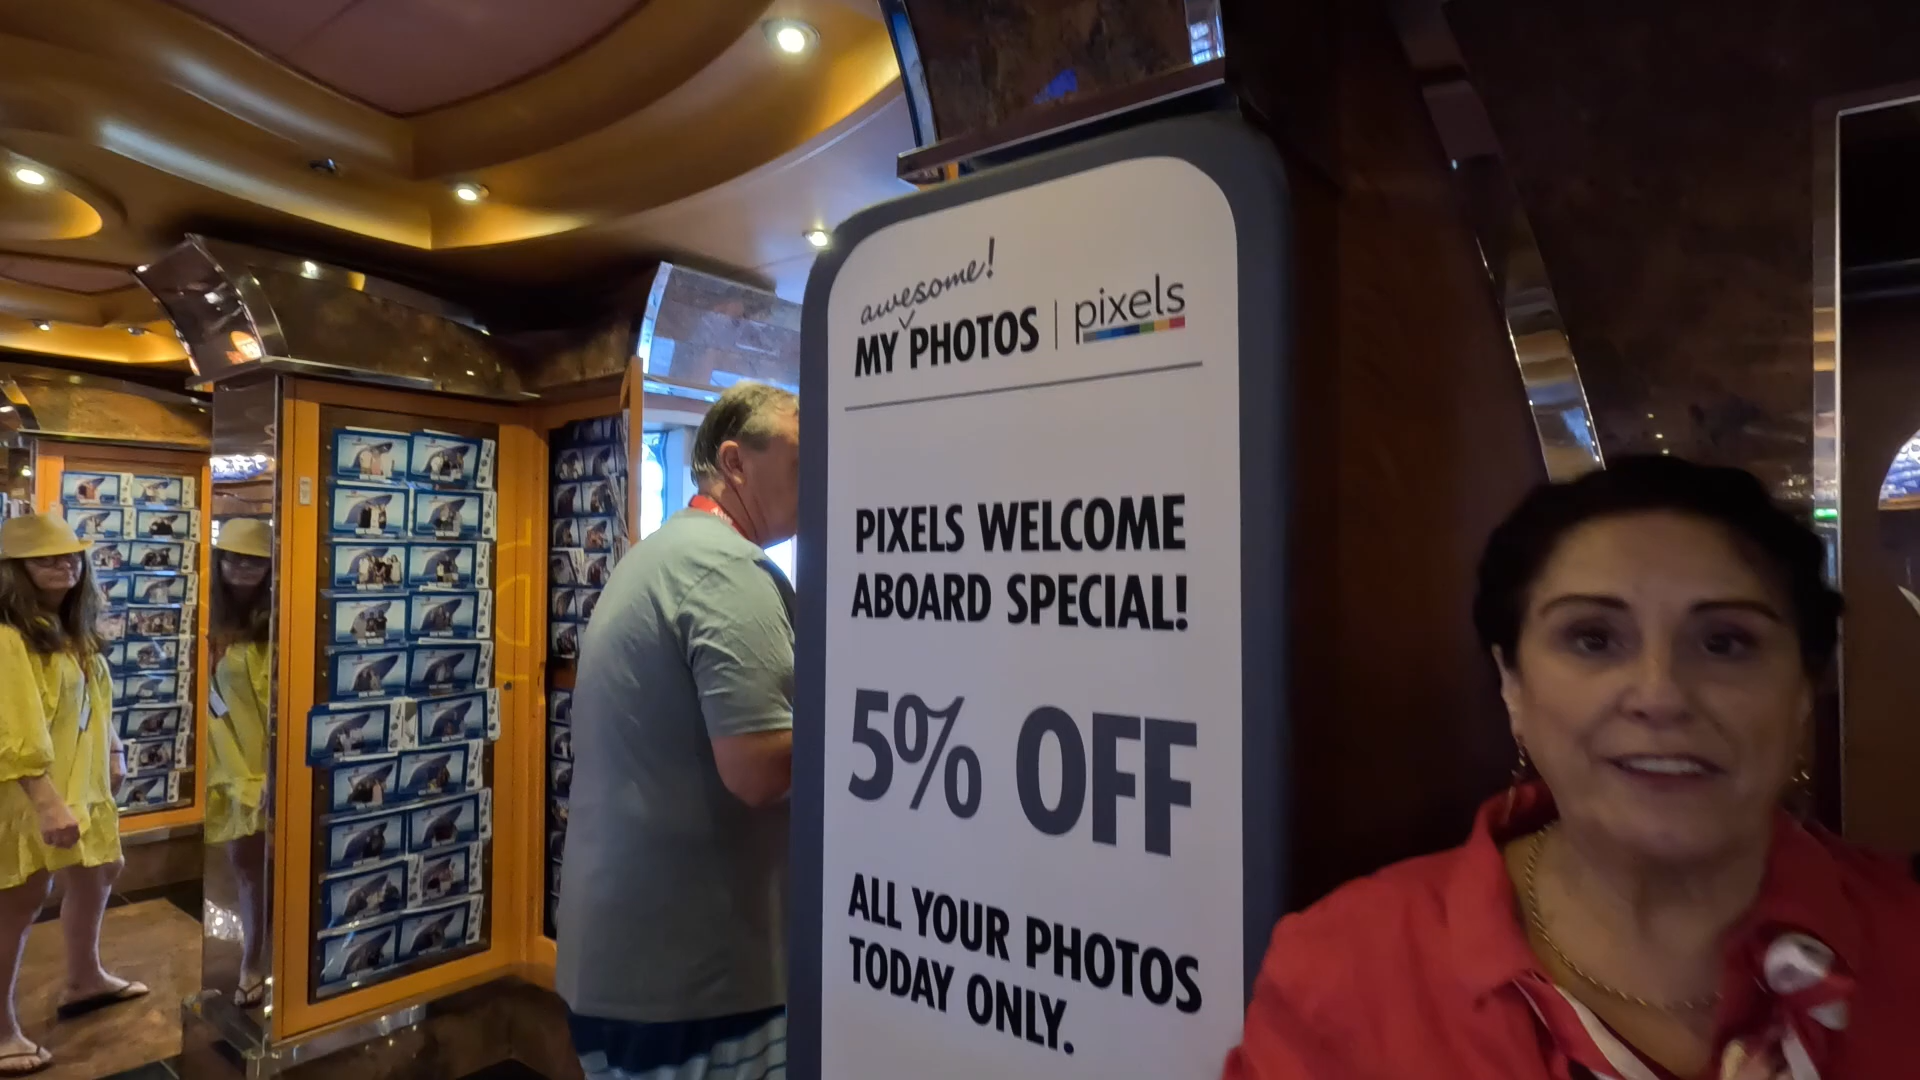 awesome!
MY PHOTOS | pixels
PIXELS WELCOME
ABOARD SPECIAL!
5% OFF
ALL YOUR PHOTOS
TODAY ONLY.